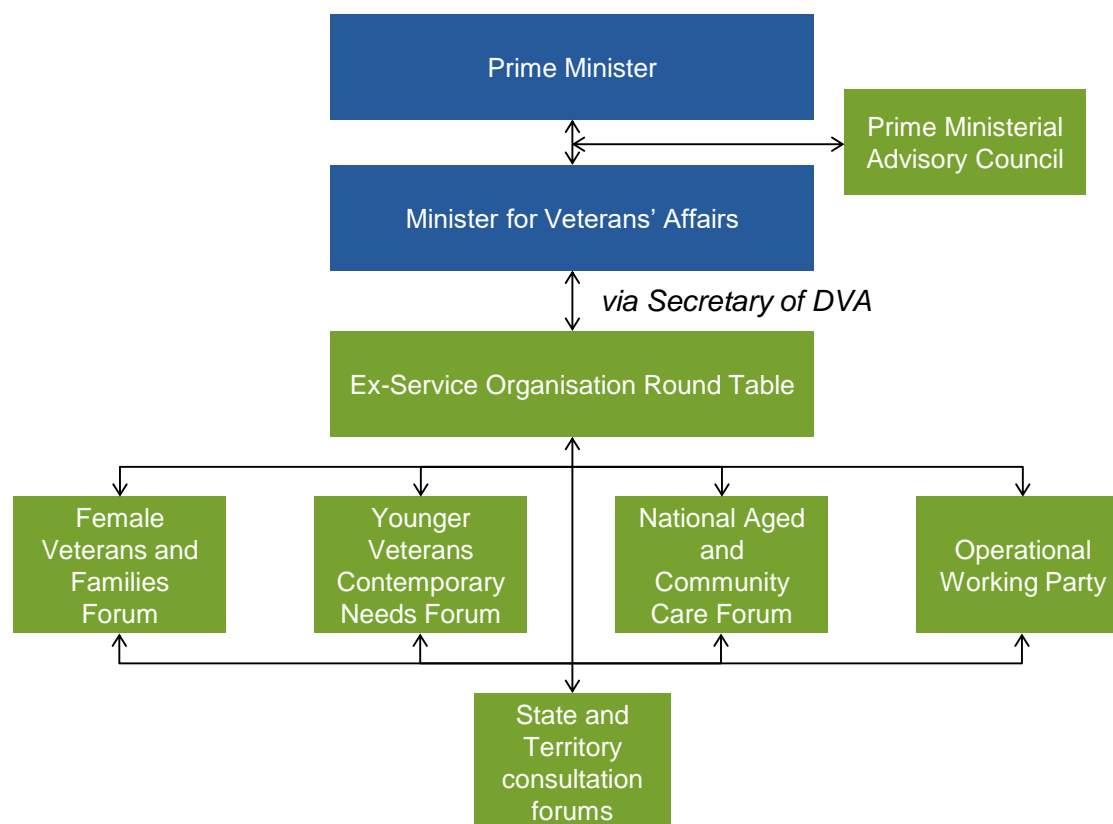 Prime Minister
Prime Ministerial
Advisory Council
Minister for Veterans’ Affairs
via Secretary of DVA
Ex-Service Organisation Round Table
Female
Veterans and
Families
Forum
Younger
Veterans
Contemporary
Needs Forum
National Aged
and
Community
Care Forum
Operational
Working Party
State and
Territory
consultation
forums